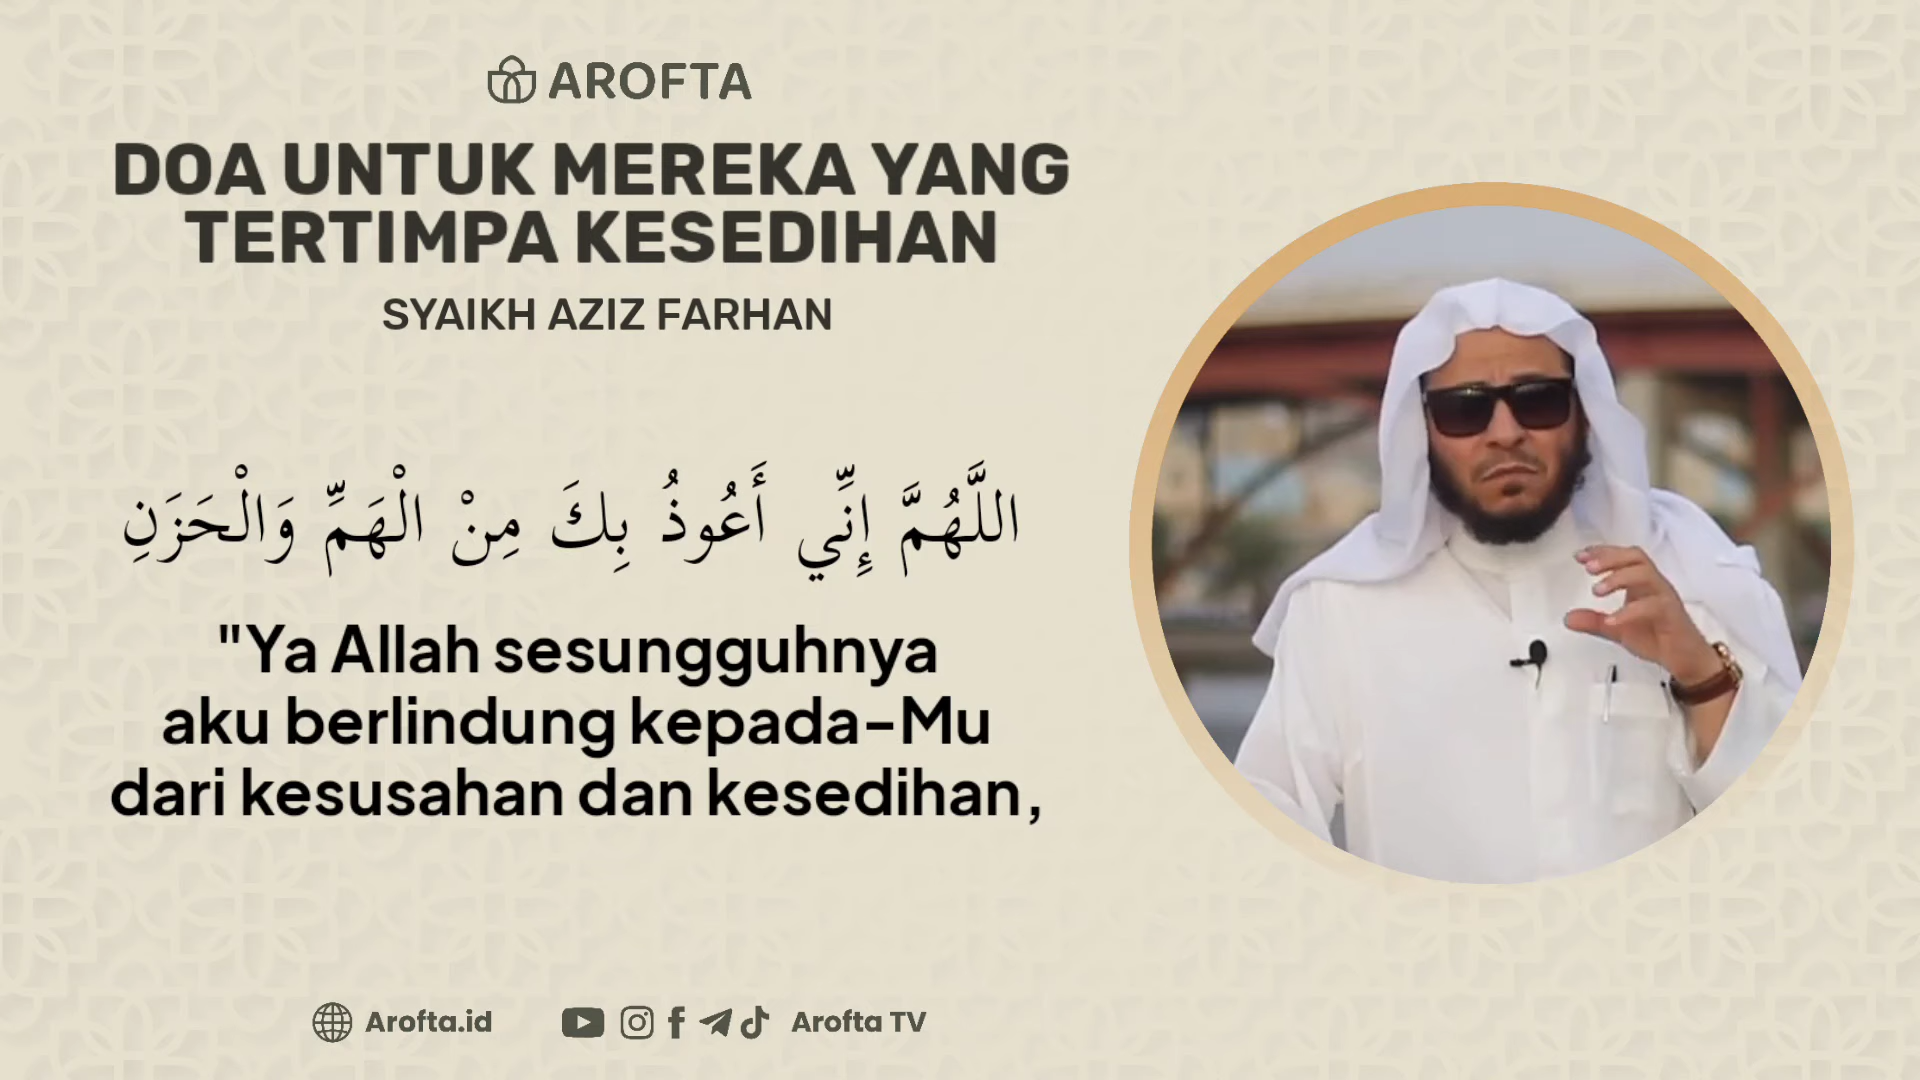 AROFTA
DOA UNTUK MEREKA YANG
TERTIMPA KESEDIHAN
SYAIKH AZIZ FARHAN
اللَّهُمَّ إِنِّي أَعُوذُ بِكَ مِنْ الْهَمِّ وَالْحَزَنِ
"Ya Allah sesungguhnya
aku berlindung kepada-Mu
dari kesusahan dan kesedihan,
Arofta.id Arofta TV